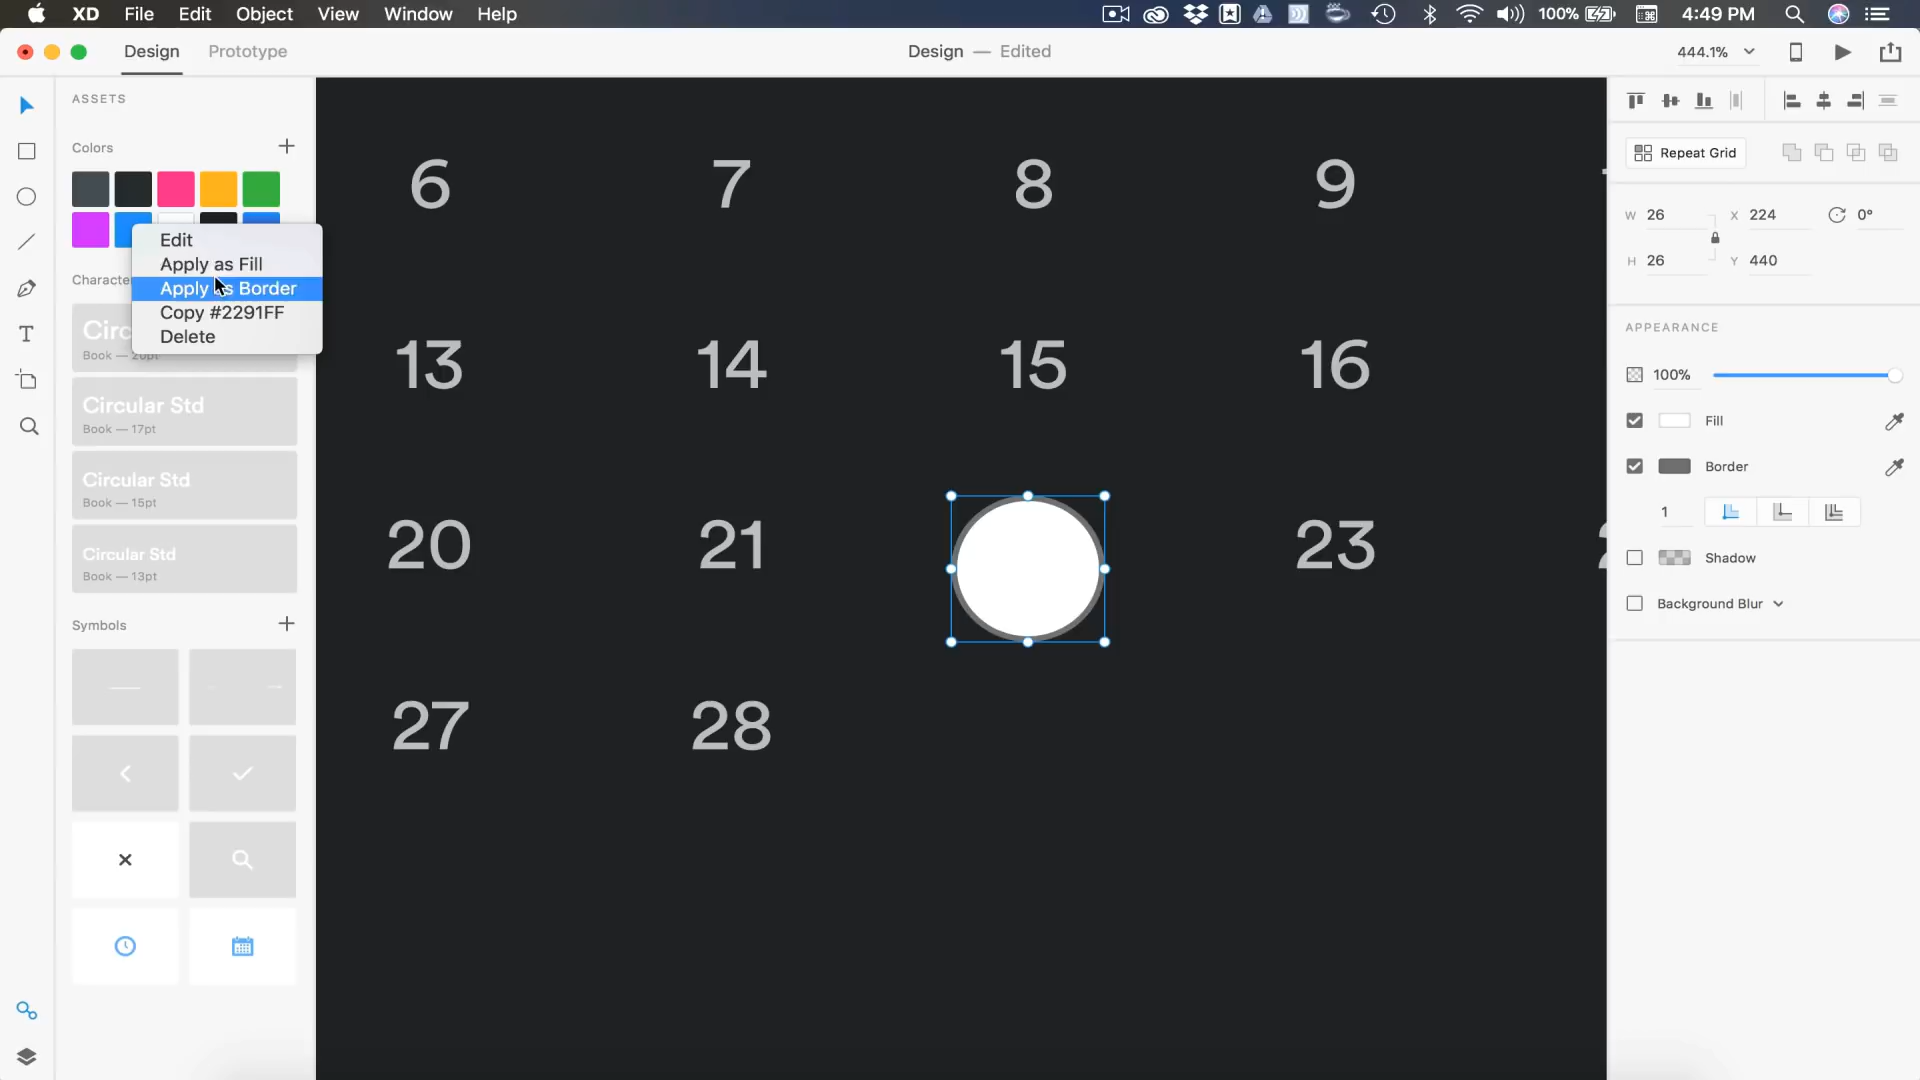 XD File Edit Object View Window Help
100% 4:49 PM
Design Prototype
Design — Edited
444.1%
ASSETS
Colors
Edit
Apply as Fill
Apply as Border
Copy #2291FF
Delete
Book — 20pt
Circular Std
Book — 17pt
Circular Std
Book — 15pt
Circular Std
Book — 13pt
Symbols
6 7 8 9
13 14 15 16
20 21 23
27 28
Repeat Grid
W 26 X 224 0°
H 26 Y 440
APPEARANCE
100%
Fill
Border
1
Shadow
Background Blur